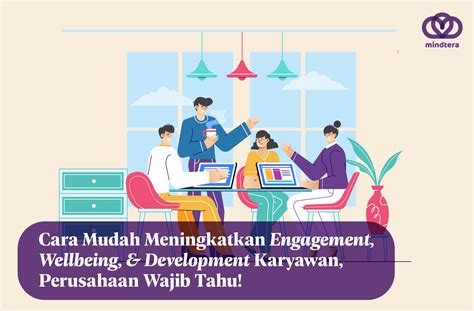 mindtera
Cara Mudah Meningkatkan Engagement,
Wellbeing, & Development Karyawan,
Perusahaan Wajib Tahu!